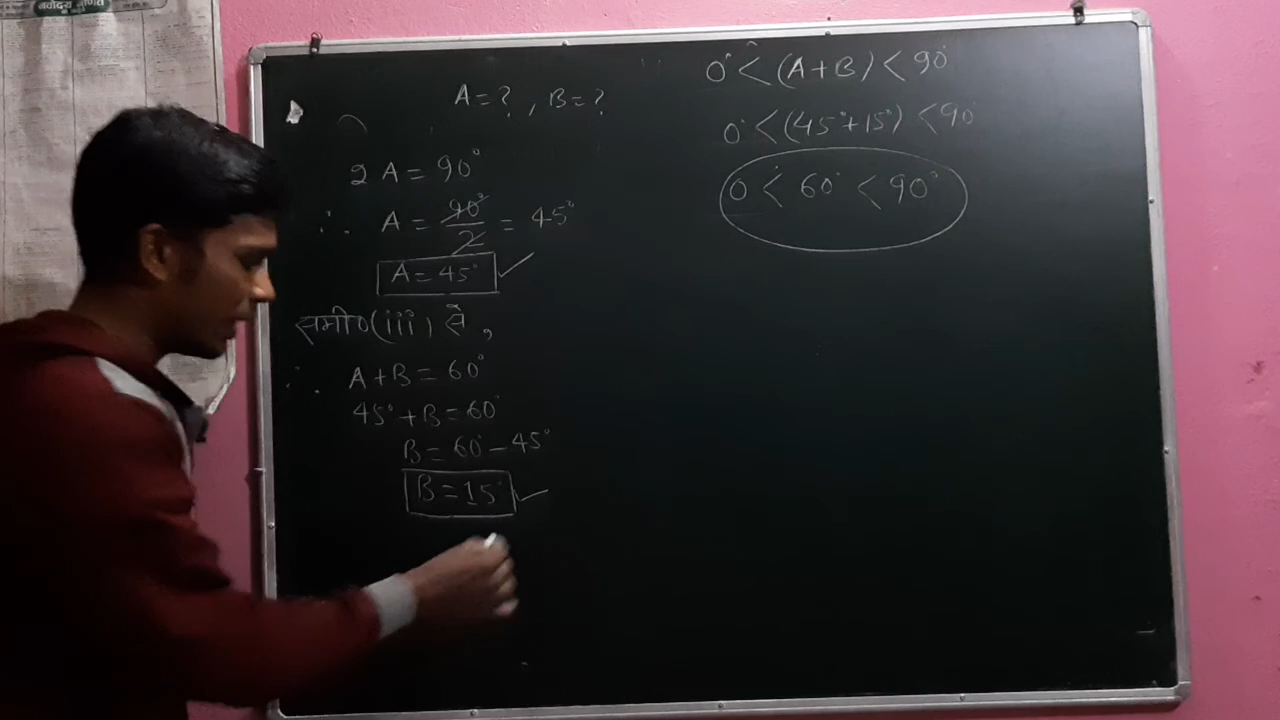 A = ? , B = ?
2A = 90°
∴ A = 90°/2 = 45°
A = 45° ✓
समी० (iii) से,
∴ A + B = 60°
45° + B = 60°
B = 60° − 45°
B = 15° ✓
0° < (A + B) < 90°
0° < (45° + 15°) < 90°
0° < 60° < 90°